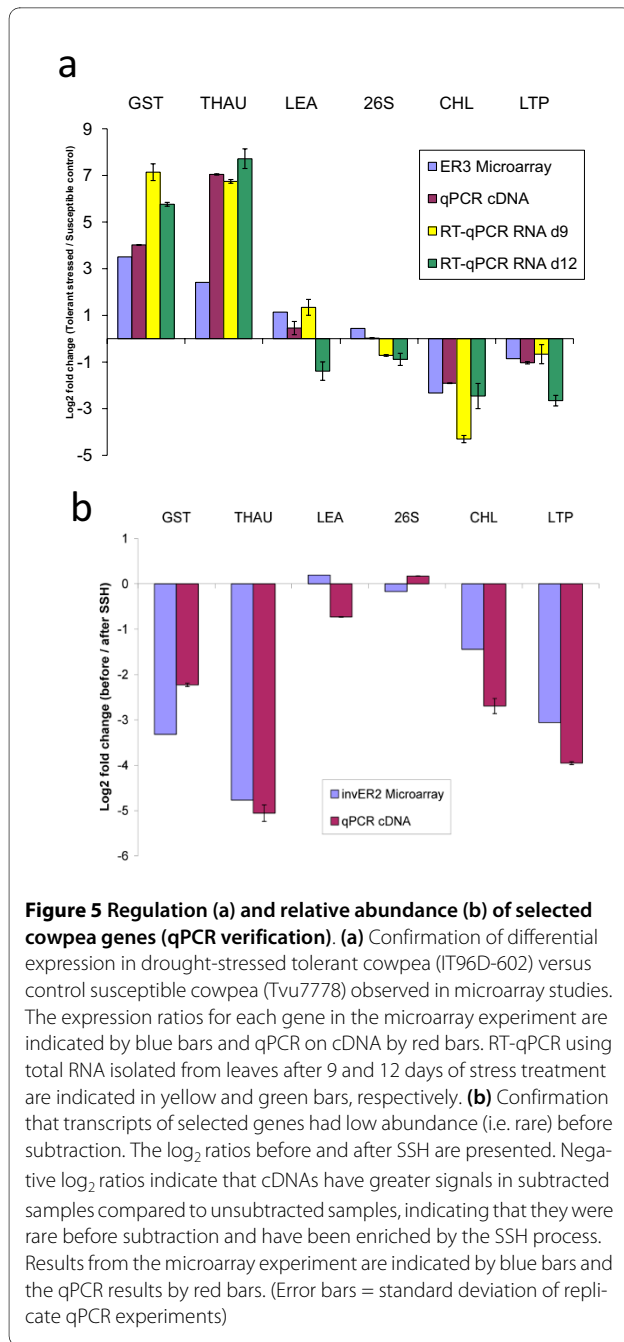 a
GST THAU LEA 26S CHL LTP
9
7
5
3
1
-1
-3
-5
Log2 fold change (Tolerant stressed / Susceptible control)
ER3 Microarray
qPCR cDNA
RT-qPCR RNA d9
RT-qPCR RNA d12
b
GST THAU LEA 26S CHL LTP
1
0
-1
-2
-3
-4
-5
-6
Log2 fold change (before / after SSH)
invER2 Microarray
qPCR cDNA
Figure 5 Regulation (a) and relative abundance (b) of selected
cowpea genes (qPCR verification). (a) Confirmation of differential
expression in drought-stressed tolerant cowpea (IT96D-602) versus
control susceptible cowpea (Tvu7778) observed in microarray studies.
The expression ratios for each gene in the microarray experiment are
indicated by blue bars and qPCR on cDNA by red bars. RT-qPCR using
total RNA isolated from leaves after 9 and 12 days of stress treatment
are indicated in yellow and green bars, respectively. (b) Confirmation
that transcripts of selected genes had low abundance (i.e. rare) before
subtraction. The log2 ratios before and after SSH are presented. Nega-
tive log2 ratios indicate that cDNAs have greater signals in subtracted
samples compared to unsubtracted samples, indicating that they were
rare before subtraction and have been enriched by the SSH process.
Results from the microarray experiment are indicated by blue bars and
the qPCR results by red bars. (Error bars = standard deviation of repli-
cate qPCR experiments)